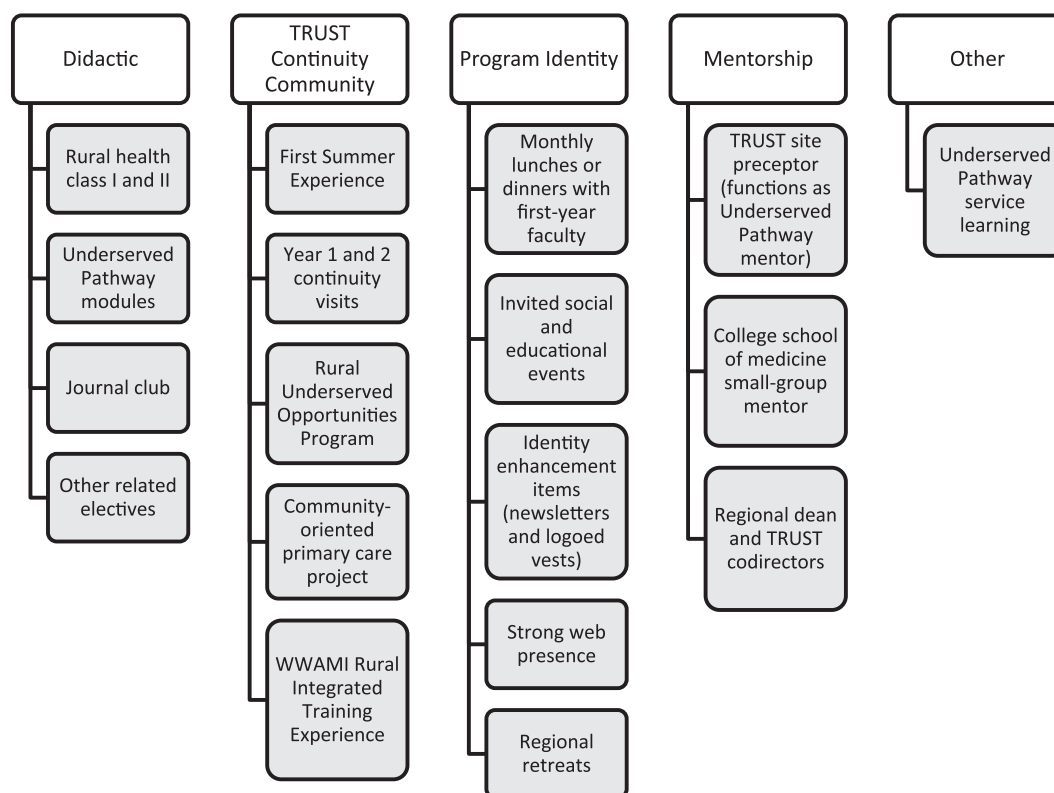 Didactic
Rural health
class I and II
Underserved
Pathway
modules
Journal club
Other related
electives
TRUST
Continuity
Community
First Summer
Experience
Year 1 and 2
continuity
visits
Rural
Underserved
Opportunities
Program
Community-
oriented
primary care
project
WWAMI Rural
Integrated
Training
Experience
Program Identity
Monthly
lunches or
dinners with
first-year
faculty
Invited social
and
educational
events
Identity
enhancement
items
(newsletters
and logoed
vests)
Strong web
presence
Regional
retreats
Mentorship
TRUST site
preceptor
(functions as
Underserved
Pathway
mentor)
College school
of medicine
small-group
mentor
Regional dean
and TRUST
codirectors
Other
Underserved
Pathway
service
learning